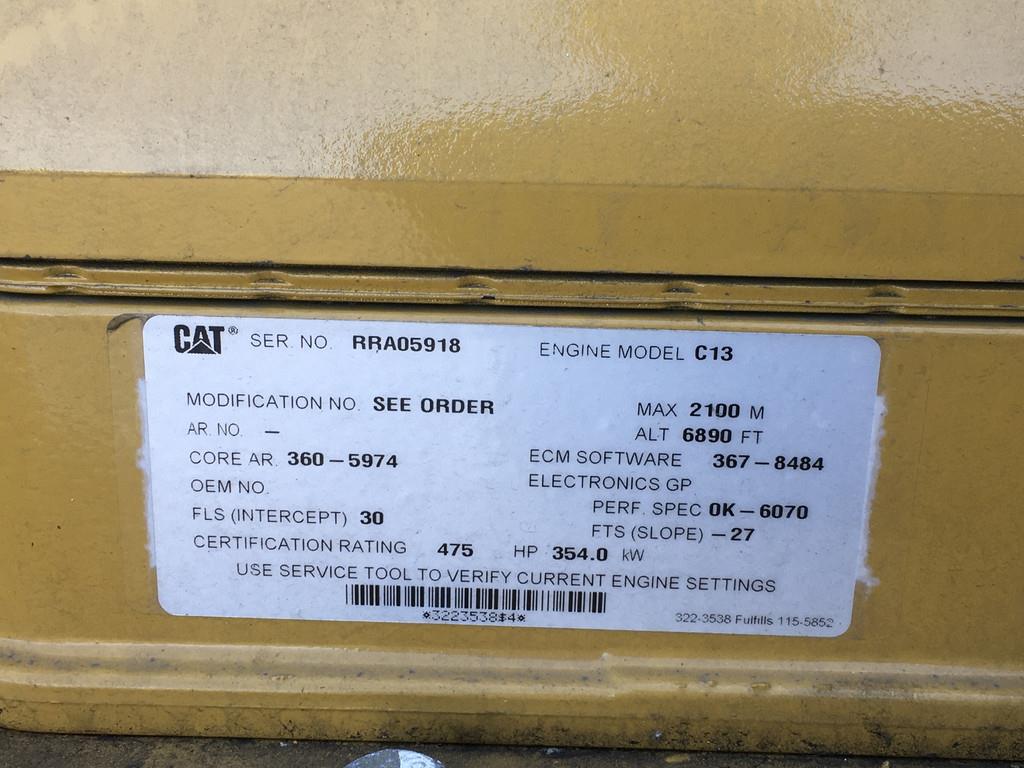 CAT® SER. NO. RRA05918 ENGINE MODEL C13
MODIFICATION NO. SEE ORDER MAX 2100 M
AR. NO. – ALT 6890 FT
CORE AR. 360-5974 ECM SOFTWARE 367-8484
OEM NO. ELECTRONICS GP
FLS (INTERCEPT) 30 PERF. SPEC 0K-6070
FTS (SLOPE) -27
CERTIFICATION RATING 475 HP 354.0 kW
USE SERVICE TOOL TO VERIFY CURRENT ENGINE SETTINGS
*3223538$4*
322-3538 Fulfills 115-5852